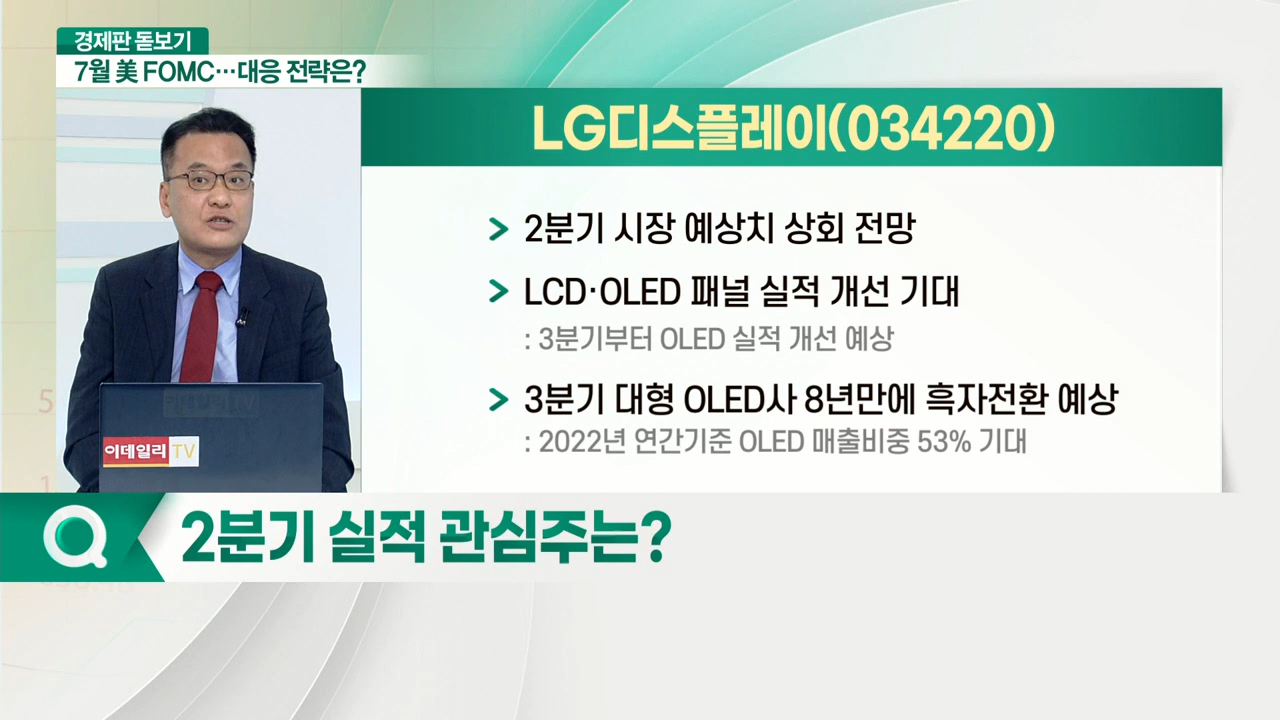 경제판 돋보기
7월 美 FOMC…대응 전략은?
LG디스플레이(034220)
> 2분기 시장 예상치 상회 전망
> LCD·OLED 패널 실적 개선 기대
: 3분기부터 OLED 실적 개선 예상
> 3분기 대형 OLED사 8년만에 흑자전환 예상
: 2022년 연간기준 OLED 매출비중 53% 기대
이데일리TV
이데일리 TV
2분기 실적 관심주는?